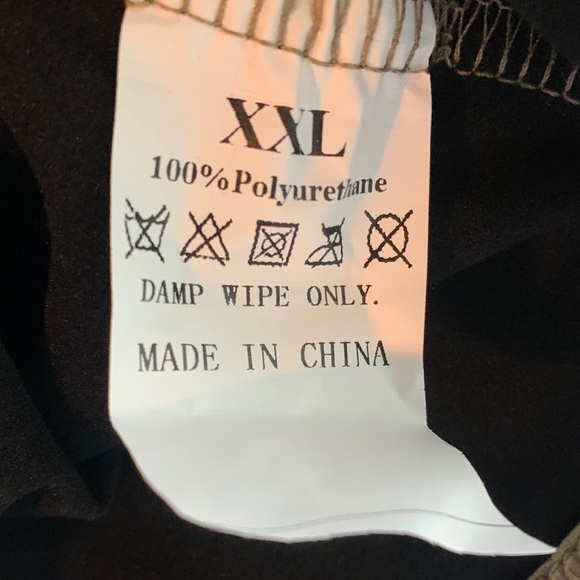 XXL
100%Polyurethane
DAMP WIPE ONLY.
MADE IN CHINA